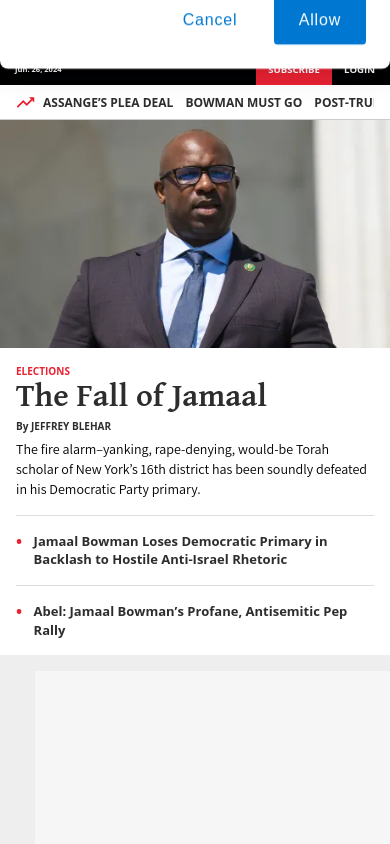 Cancel
Allow
Jun. 26, 2024
SUBSCRIBE
LOGIN
ASSANGE'S PLEA DEAL
BOWMAN MUST GO
POST-TRU
ELECTIONS
The Fall of Jamaal
By JEFFREY BLEHAR
The fire alarm–yanking, rape-denying, would-be Torah
scholar of New York's 16th district has been soundly defeated
in his Democratic Party primary.
Jamaal Bowman Loses Democratic Primary in
Backlash to Hostile Anti-Israel Rhetoric
Abel: Jamaal Bowman's Profane, Antisemitic Pep
Rally